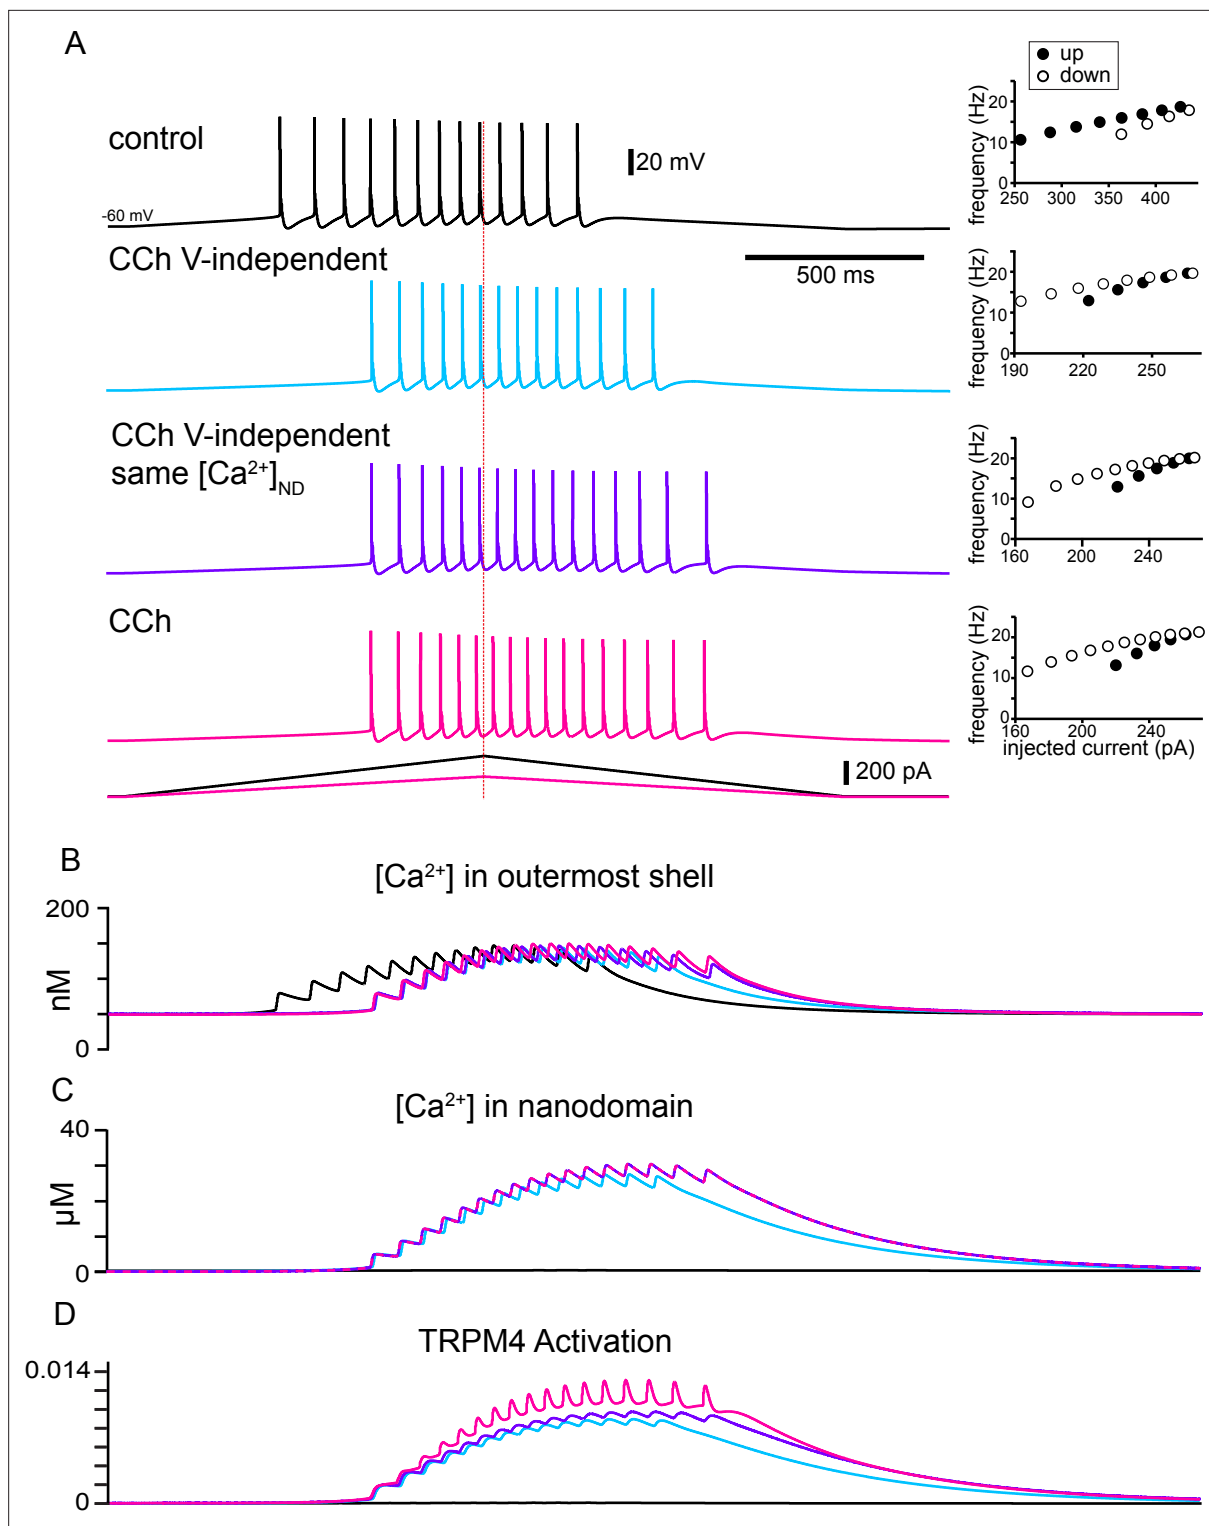 A
up
down
control
-60 mV
20 mV
frequency (Hz)
20
10
0
250
300
350
400
CCh V-independent
500 ms
frequency (Hz)
20
10
0
190
220
250
CCh V-independent
same [Ca²⁺]ND
frequency (Hz)
20
10
0
160
200
240
CCh
frequency (Hz)
20
10
0
160
200
240
injected current (pA)
200 pA
B
[Ca²⁺] in outermost shell
200
nM
0
C
[Ca²⁺] in nanodomain
40
µM
0
D
TRPM4 Activation
0.014
0